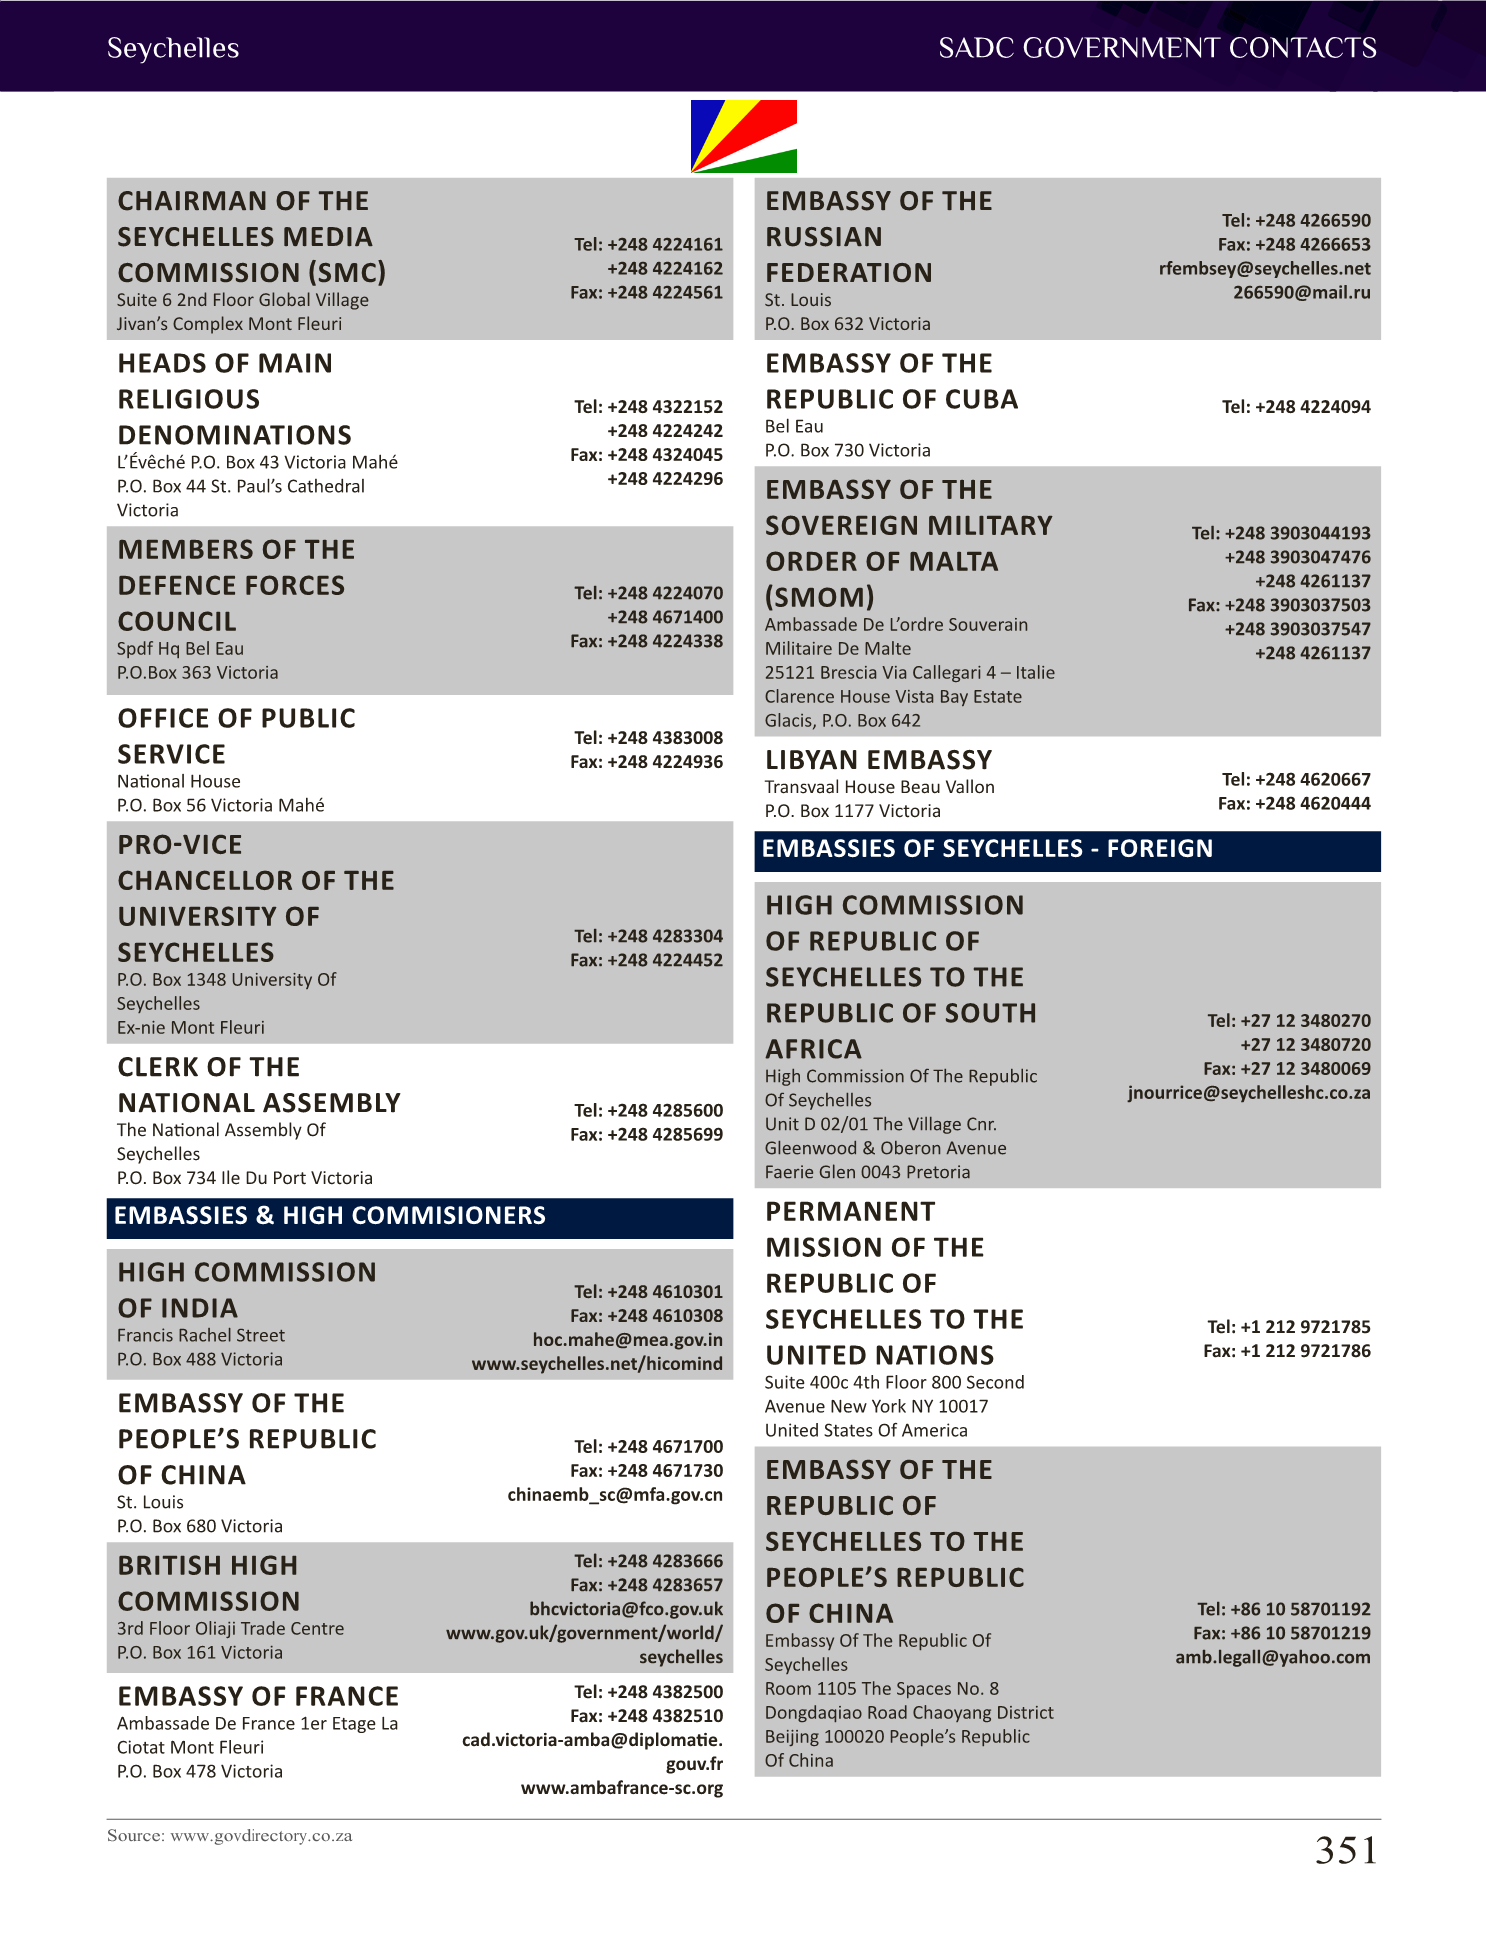 Seychelles
SADC GOVERNMENT CONTACTS
CHAIRMAN OF THE
SEYCHELLES MEDIA
COMMISSION (SMC)
Suite 6 2nd Floor Global Village
Jivan’s Complex Mont Fleuri
Tel: +248 4224161
+248 4224162
Fax: +248 4224561
HEADS OF MAIN
RELIGIOUS
DENOMINATIONS
L’Évêché P.O. Box 43 Victoria Mahé
P.O. Box 44 St. Paul’s Cathedral
Victoria
Tel: +248 4322152
+248 4224242
Fax: +248 4324045
+248 4224296
MEMBERS OF THE
DEFENCE FORCES
COUNCIL
Spdf Hq Bel Eau
P.O.Box 363 Victoria
Tel: +248 4224070
+248 4671400
Fax: +248 4224338
OFFICE OF PUBLIC
SERVICE
National House
P.O. Box 56 Victoria Mahé
Tel: +248 4383008
Fax: +248 4224936
PRO-VICE
CHANCELLOR OF THE
UNIVERSITY OF
SEYCHELLES
P.O. Box 1348 University Of
Seychelles
Ex-nie Mont Fleuri
Tel: +248 4283304
Fax: +248 4224452
CLERK OF THE
NATIONAL ASSEMBLY
The National Assembly Of
Seychelles
P.O. Box 734 Ile Du Port Victoria
Tel: +248 4285600
Fax: +248 4285699
EMBASSIES & HIGH COMMISIONERS
HIGH COMMISSION
OF INDIA
Francis Rachel Street
P.O. Box 488 Victoria
Tel: +248 4610301
Fax: +248 4610308
hoc.mahe@mea.gov.in
www.seychelles.net/hicomind
EMBASSY OF THE
PEOPLE’S REPUBLIC
OF CHINA
St. Louis
P.O. Box 680 Victoria
Tel: +248 4671700
Fax: +248 4671730
chinaemb_sc@mfa.gov.cn
BRITISH HIGH
COMMISSION
3rd Floor Oliaji Trade Centre
P.O. Box 161 Victoria
Tel: +248 4283666
Fax: +248 4283657
bhcvictoria@fco.gov.uk
www.gov.uk/government/world/
seychelles
EMBASSY OF FRANCE
Ambassade De France 1er Etage La
Ciotat Mont Fleuri
P.O. Box 478 Victoria
Tel: +248 4382500
Fax: +248 4382510
cad.victoria-amba@diplomatie.
gouv.fr
www.ambafrance-sc.org
EMBASSY OF THE
RUSSIAN
FEDERATION
St. Louis
P.O. Box 632 Victoria
Tel: +248 4266590
Fax: +248 4266653
rfembsey@seychelles.net
266590@mail.ru
EMBASSY OF THE
REPUBLIC OF CUBA
Bel Eau
P.O. Box 730 Victoria
Tel: +248 4224094
EMBASSY OF THE
SOVEREIGN MILITARY
ORDER OF MALTA
(SMOM)
Ambassade De L’ordre Souverain
Militaire De Malte
25121 Brescia Via Callegari 4 – Italie
Clarence House Vista Bay Estate
Glacis, P.O. Box 642
Tel: +248 3903044193
+248 3903047476
+248 4261137
Fax: +248 3903037503
+248 3903037547
+248 4261137
LIBYAN EMBASSY
Transvaal House Beau Vallon
P.O. Box 1177 Victoria
Tel: +248 4620667
Fax: +248 4620444
EMBASSIES OF SEYCHELLES - FOREIGN
HIGH COMMISSION
OF REPUBLIC OF
SEYCHELLES TO THE
REPUBLIC OF SOUTH
AFRICA
High Commission Of The Republic
Of Seychelles
Unit D 02/01 The Village Cnr.
Gleenwood & Oberon Avenue
Faerie Glen 0043 Pretoria
Tel: +27 12 3480270
+27 12 3480720
Fax: +27 12 3480069
jnourrice@seychelleshc.co.za
PERMANENT
MISSION OF THE
REPUBLIC OF
SEYCHELLES TO THE
UNITED NATIONS
Suite 400c 4th Floor 800 Second
Avenue New York NY 10017
United States Of America
Tel: +1 212 9721785
Fax: +1 212 9721786
EMBASSY OF THE
REPUBLIC OF
SEYCHELLES TO THE
PEOPLE’S REPUBLIC
OF CHINA
Embassy Of The Republic Of
Seychelles
Room 1105 The Spaces No. 8
Dongdaqiao Road Chaoyang District
Beijing 100020 People’s Republic
Of China
Tel: +86 10 58701192
Fax: +86 10 58701219
amb.legall@yahoo.com
Source: www.govdirectory.co.za
351